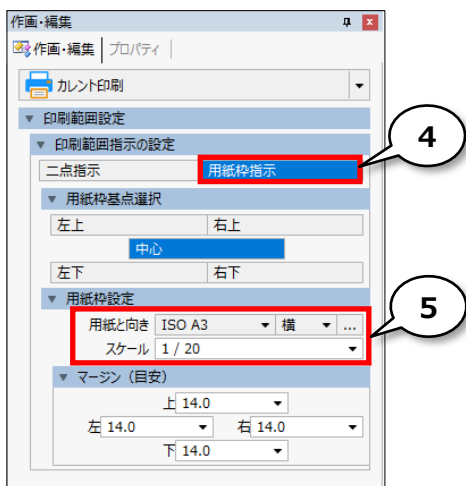 作画・編集
作画・編集 プロパティ
カレント印刷
印刷範囲設定
印刷範囲指示の設定
4
二点指示 用紙枠指示
用紙枠基点選択
左上 右上
中心
左下 右下
用紙枠設定
5
用紙と向き ISO A3 横 ...
スケール 1 / 20
マージン（目安）
上 14.0
左 14.0 右 14.0
下 14.0